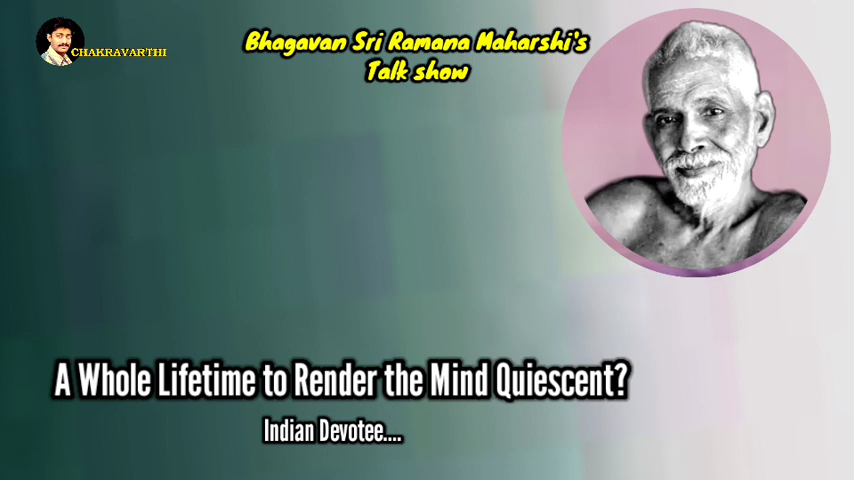 CHAKRAVARTHI
Bhagavan Sri Ramana Maharshi's
Talk show
A Whole Lifetime to Render the Mind Quiescent?
Indian Devotee....